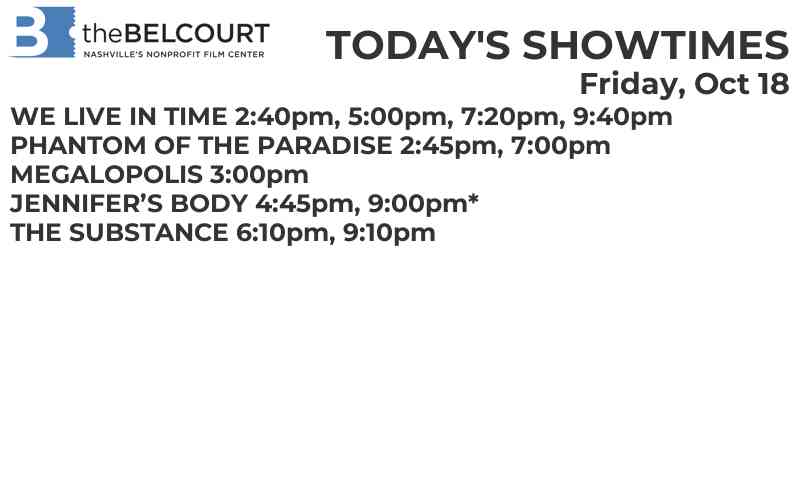 B theBELCOURT
NASHVILLE'S NONPROFIT FILM CENTER
TODAY'S SHOWTIMES
Friday, Oct 18
WE LIVE IN TIME 2:40pm, 5:00pm, 7:20pm, 9:40pm
PHANTOM OF THE PARADISE 2:45pm, 7:00pm
MEGALOPOLIS 3:00pm
JENNIFER’S BODY 4:45pm, 9:00pm*
THE SUBSTANCE 6:10pm, 9:10pm